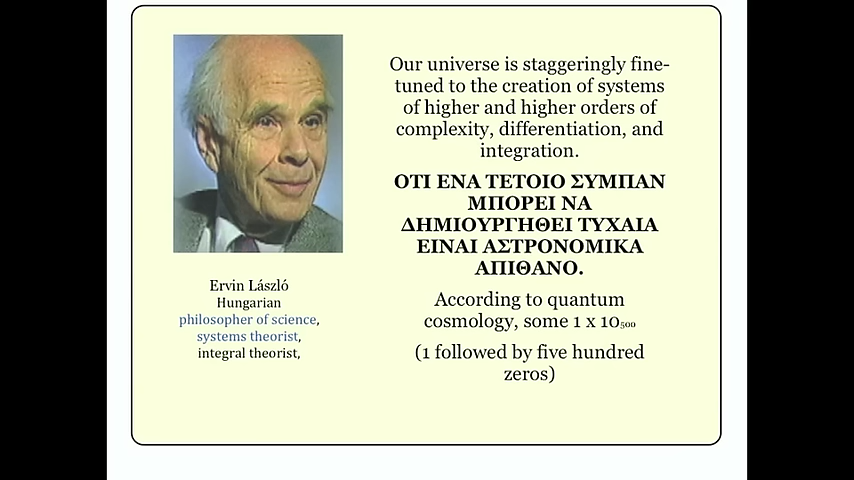 Our universe is staggeringly fine-
tuned to the creation of systems
of higher and higher orders of
complexity, differentiation, and
integration.
ΟΤΙ ΕΝΑ ΤΕΤΟΙΟ ΣΥΜΠΑΝ
ΜΠΟΡΕΙ ΝΑ
ΔΗΜΙΟΥΡΓΗΘΕΙ ΤΥΧΑΙΑ
ΕΙΝΑΙ ΑΣΤΡΟΝΟΜΙΚΑ
ΑΠΙΘΑΝΟ.
According to quantum
cosmology, some 1 x 10₅₀₀
(1 followed by five hundred
zeros)
Ervin László
Hungarian
philosopher of science,
systems theorist,
integral theorist,